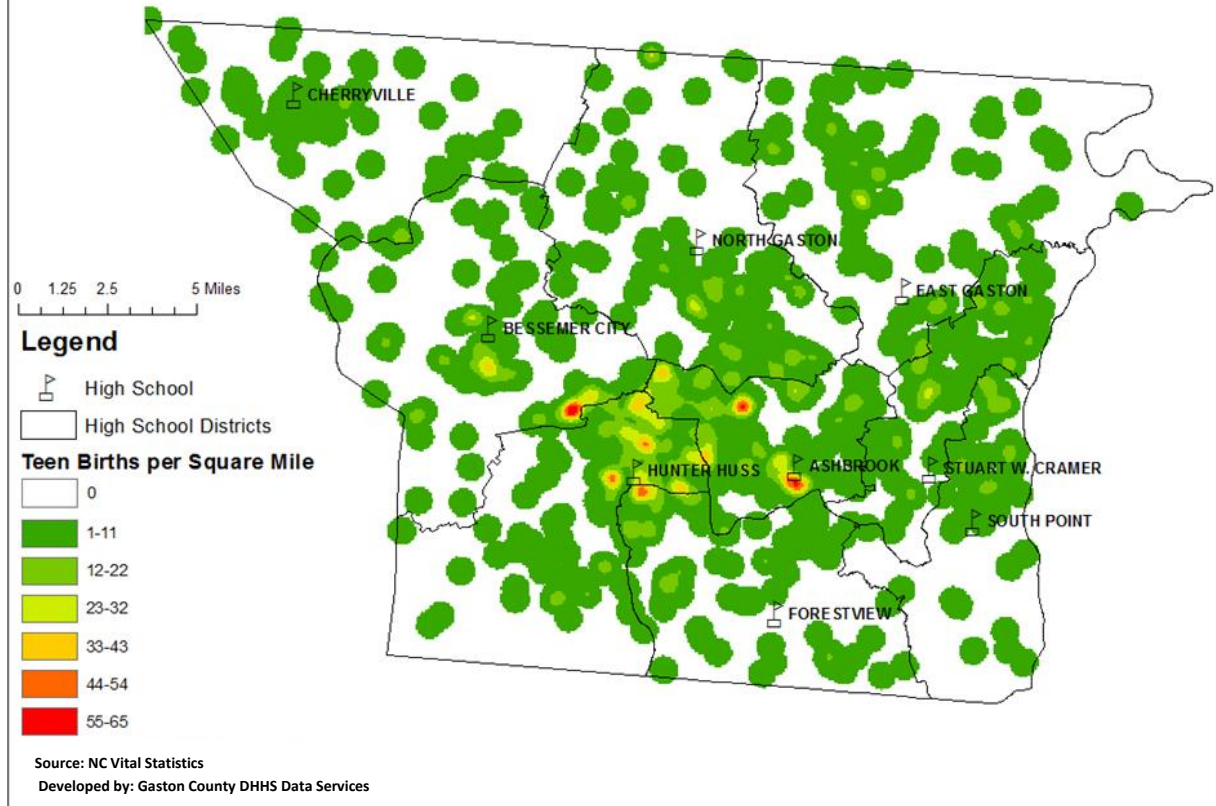 CHERRYVILLE
NORTH GASTON
EAST GASTON
0 1.25 2.5 5 Miles
BESSEMER CITY
Legend
High School
High School Districts
Teen Births per Square Mile
0
1-11
12-22
23-32
33-43
44-54
55-65
HUNTER HUSS
ASHBROOK
STUART W. CRAMER
SOUTH POINT
FORESTVIEW
Source: NC Vital Statistics
Developed by: Gaston County DHHS Data Services